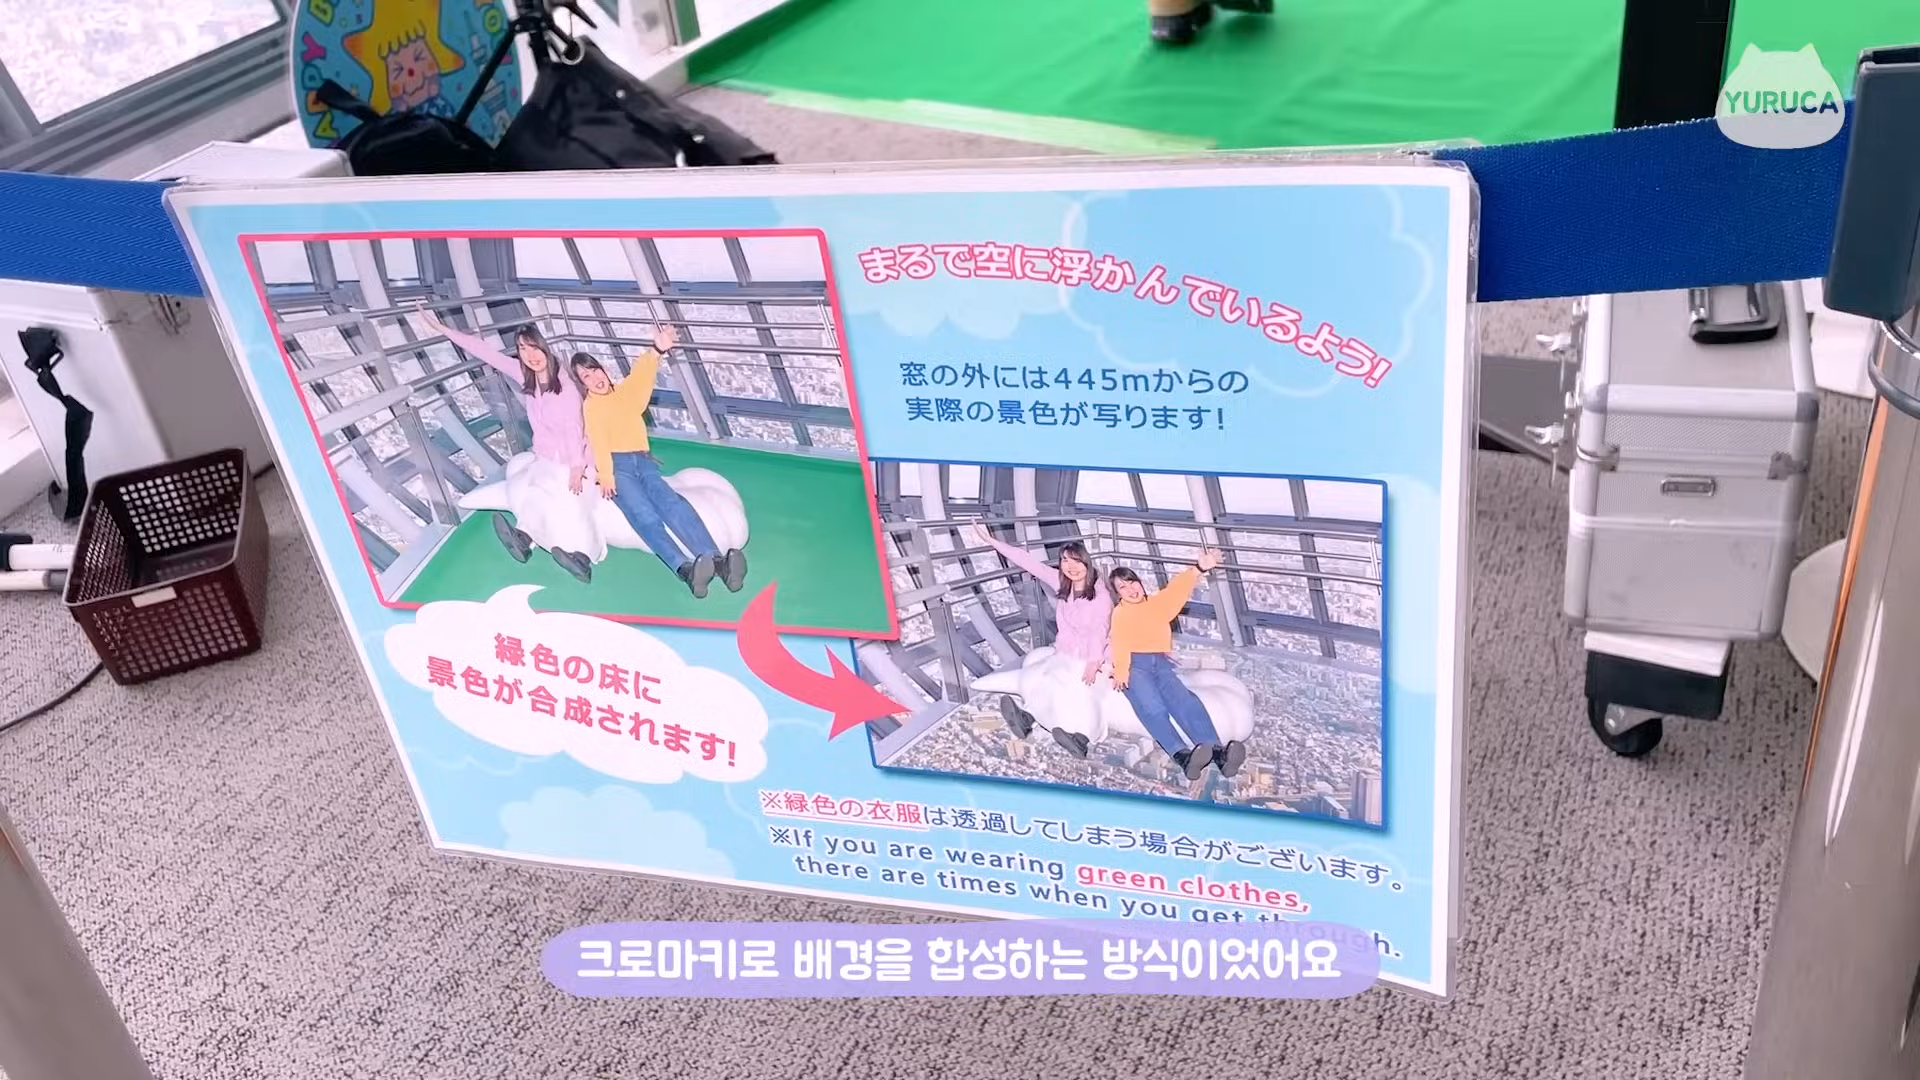 YURUCA
まるで空に浮かんでいるよう!
窓の外には445mからの
実際の景色が写ります!
緑色の床に
景色が合成されます!
※緑色の衣服は透過してしまう場合がございます。
※If you are wearing green clothes,
there are times when you get through.
크로마키로 배경을 합성하는 방식이었어요